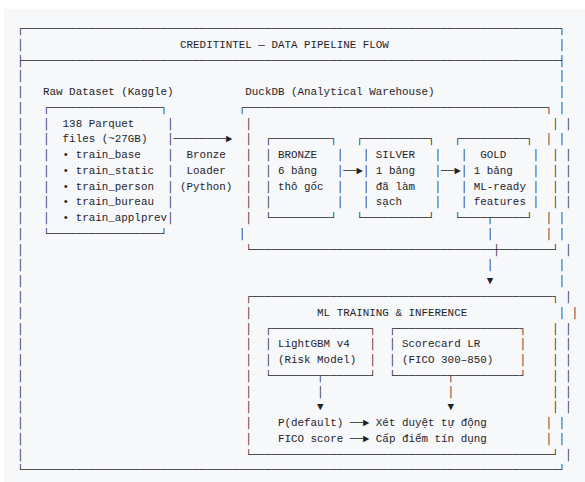 CREDITINTEL — DATA PIPELINE FLOW
Raw Dataset (Kaggle)
DuckDB (Analytical Warehouse)
138 Parquet
files (~27GB)
• train_base
• train_static
• train_person
• train_bureau
• train_applprev
Bronze
Loader
(Python)
BRONZE
6 bảng
thô gốc
SILVER
1 bảng
đã làm
sạch
GOLD
1 bảng
ML-ready
features
ML TRAINING & INFERENCE
LightGBM v4
(Risk Model)
Scorecard LR
(FICO 300–850)
P(default) ──► Xét duyệt tự động
FICO score ──► Cấp điểm tín dụng